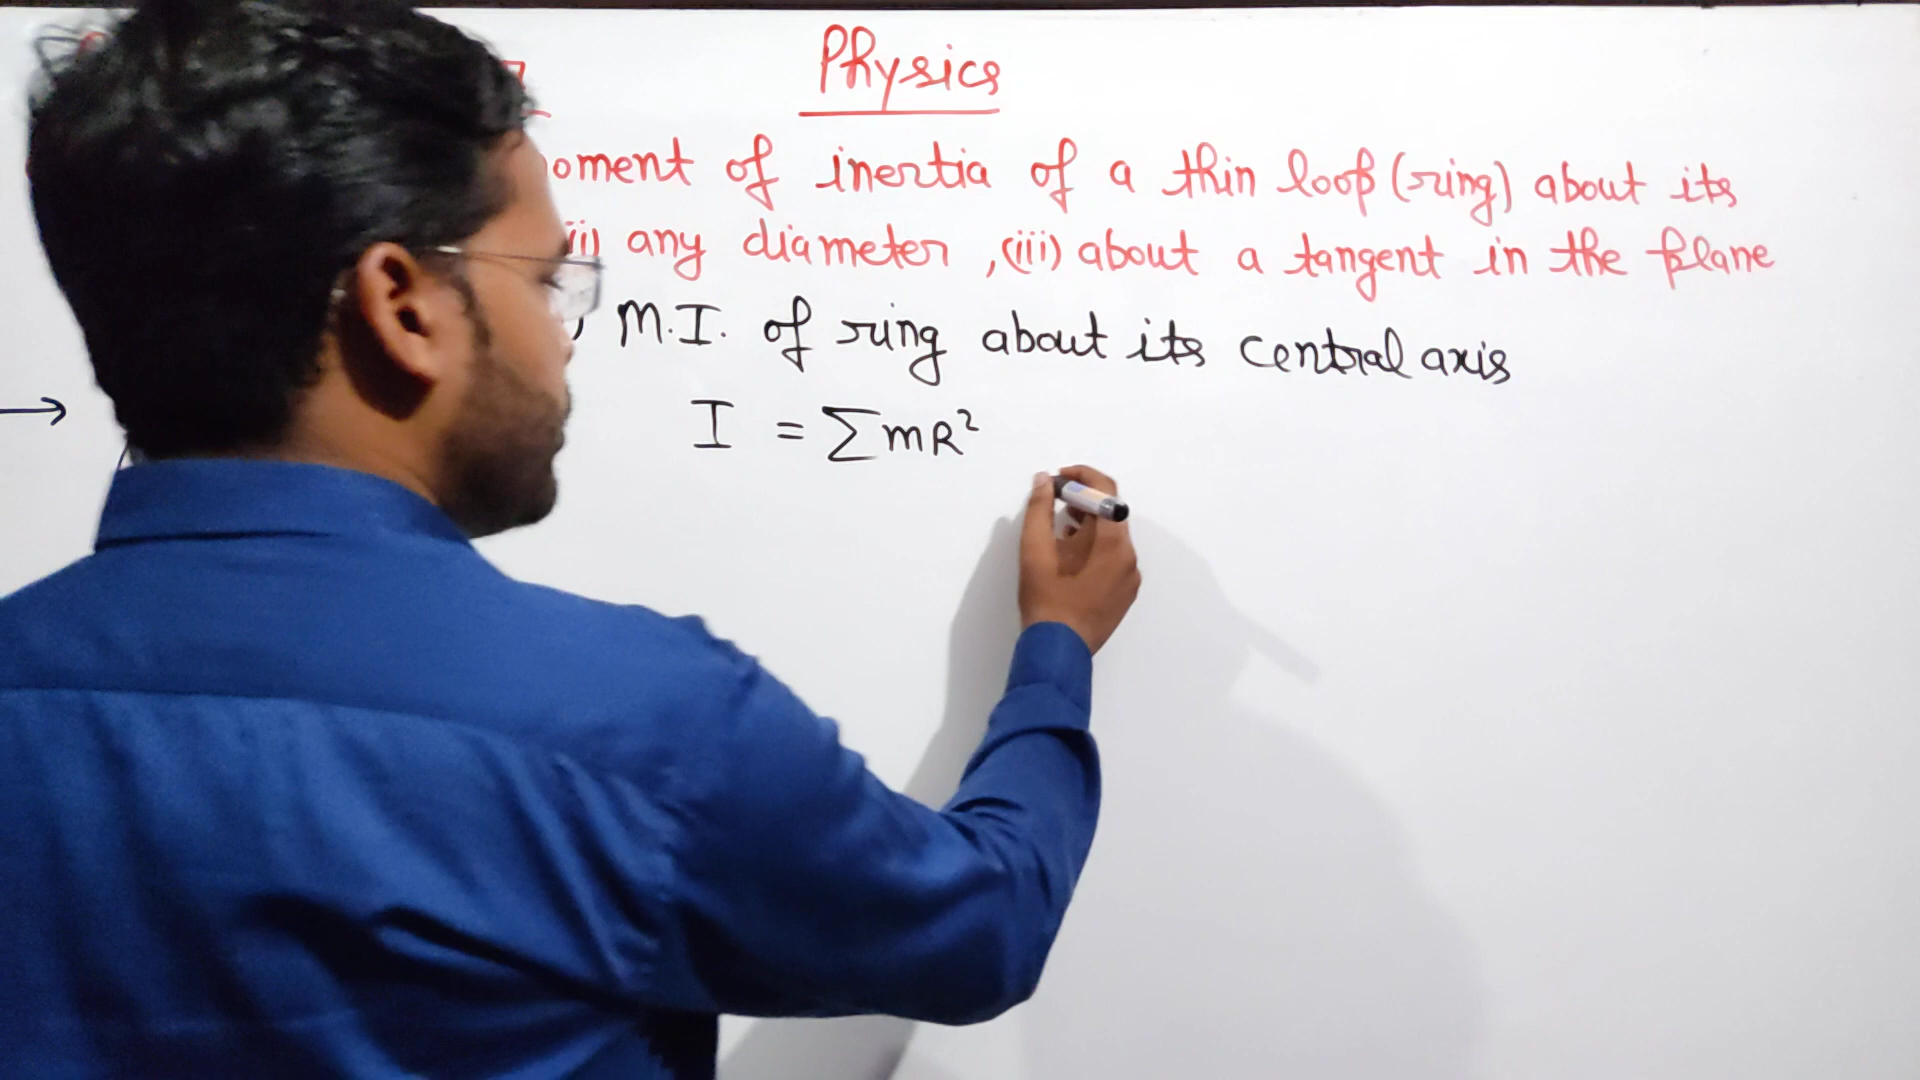 Physics
oment of inertia of a thin loop (ring) about its
(ii) any diameter, (iii) about a tangent in the plane
) M.I. of ring about its central axis
I = ∑mR²